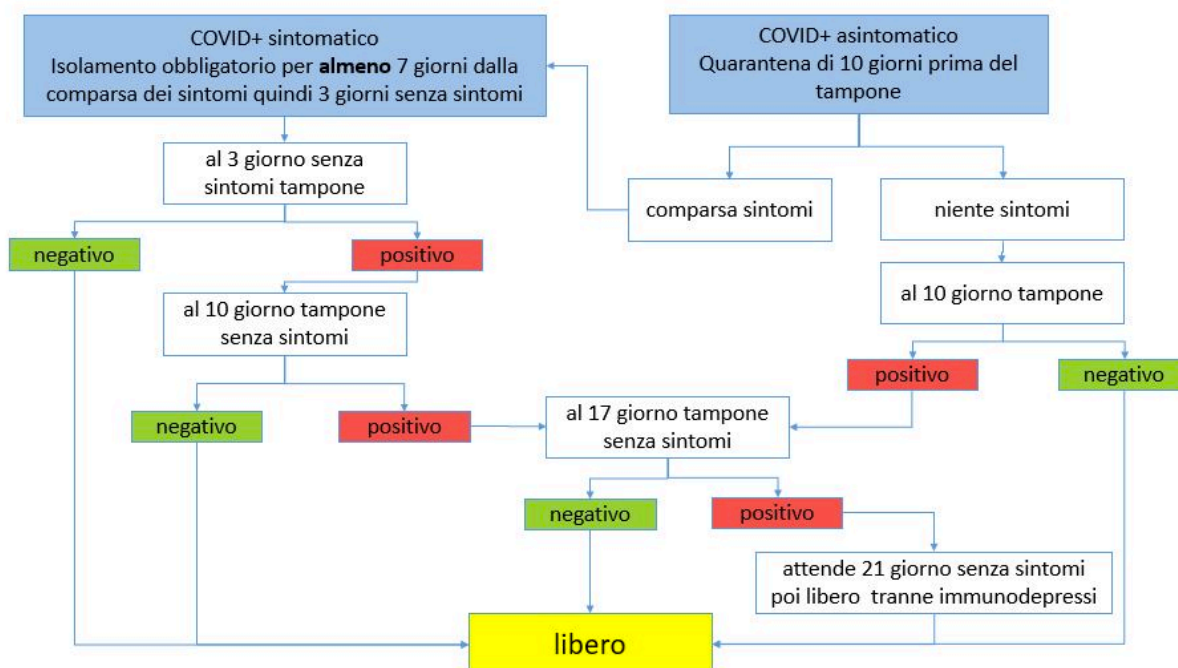 COVID+ sintomatico
Isolamento obbligatorio per almeno 7 giorni dalla
comparsa dei sintomi quindi 3 giorni senza sintomi
COVID+ asintomatico
Quarantena di 10 giorni prima del
tampone
al 3 giorno senza
sintomi tampone
comparsa sintomi
niente sintomi
negativo
positivo
al 10 giorno tampone
senza sintomi
al 10 giorno tampone
positivo
negativo
negativo
positivo
al 17 giorno tampone
senza sintomi
negativo
positivo
attende 21 giorno senza sintomi
poi libero tranne immunodepressi
libero